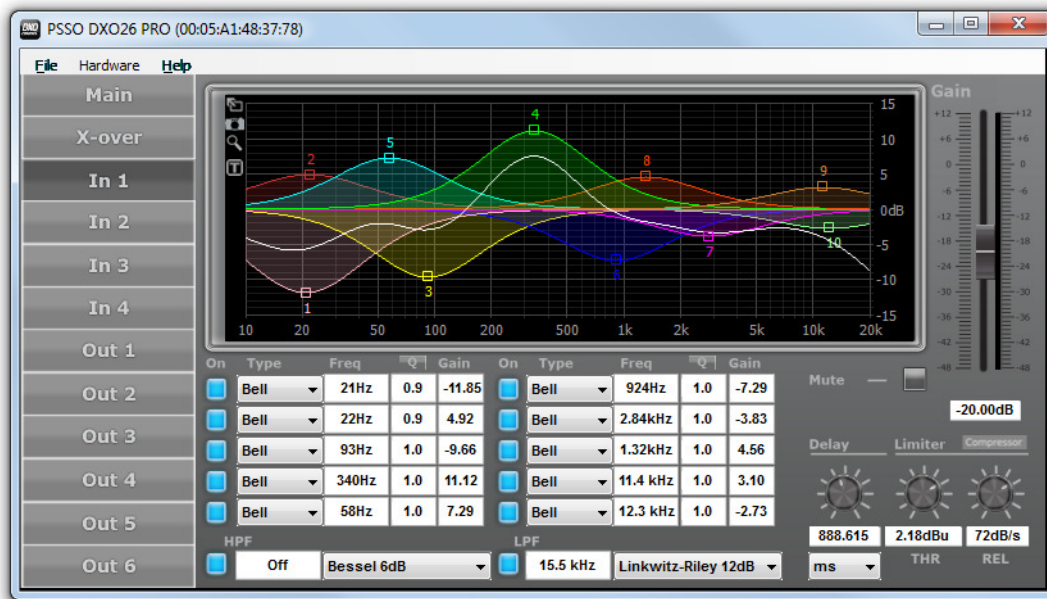 PSSO DXO26 PRO (00:05:A1:48:37:78)
File Hardware Help
Main
X-over
In 1
In 2
In 3
In 4
Out 1
Out 2
Out 3
Out 4
Out 5
Out 6
T
1
2
3
4
5
6
7
8
9
10
15
10
5
0dB
-5
-10
-15
10 20 50 100 200 500 1k 2k 5k 10k 20k
Gain
+12 +12
+6 +6
0 0
-6 -6
-12 -12
-18 -18
-24 -24
-30 -30
-36 -36
-42 -42
-48 -48
On Type Freq Q Gain On Type Freq Q Gain
Bell 21Hz 0.9 -11.85 Bell 924Hz 1.0 -7.29
Bell 22Hz 0.9 4.92 Bell 2.84kHz 1.0 -3.83
Bell 93Hz 1.0 -9.66 Bell 1.32kHz 1.0 4.56
Bell 340Hz 1.0 11.12 Bell 11.4 kHz 1.0 3.10
Bell 58Hz 1.0 7.29 Bell 12.3 kHz 1.0 -2.73
HPF LPF
Off Bessel 6dB 15.5 kHz Linkwitz-Riley 12dB
Mute
-20.00dB
Delay Limiter Compressor
888.615 2.18dBu 72dB/s
ms THR REL